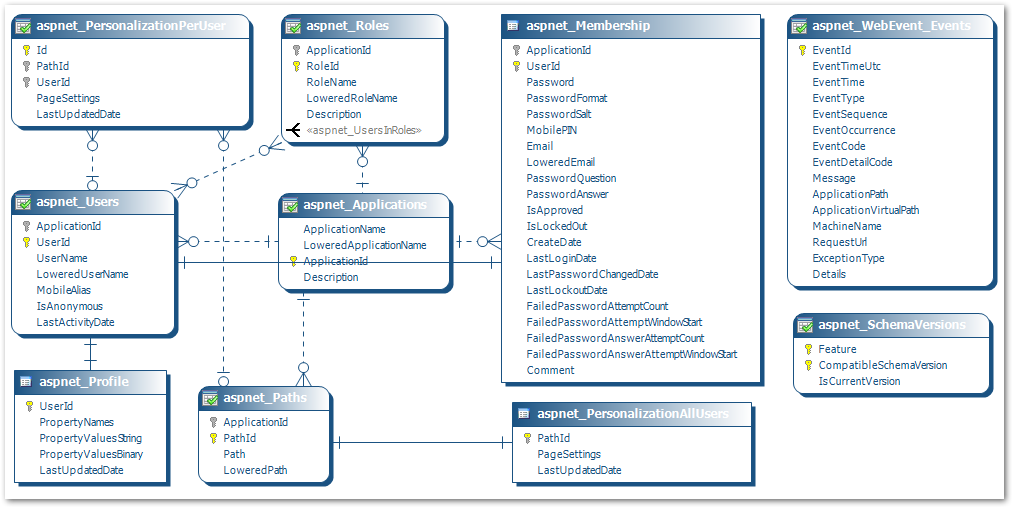 aspnet_PersonalizationPerUser
Id
PathId
UserId
PageSettings
LastUpdatedDate
aspnet_Roles
ApplicationId
RoleId
RoleName
LoweredRoleName
Description
«aspnet_UsersInRoles»
aspnet_Membership
ApplicationId
UserId
Password
PasswordFormat
PasswordSalt
MobilePIN
Email
LoweredEmail
PasswordQuestion
PasswordAnswer
IsApproved
IsLockedOut
CreateDate
LastLoginDate
LastPasswordChangedDate
LastLockoutDate
FailedPasswordAttemptCount
FailedPasswordAttemptWindowStart
FailedPasswordAnswerAttemptCount
FailedPasswordAnswerAttemptWindowStart
Comment
aspnet_WebEvent_Events
EventId
EventTimeUtc
EventTime
EventType
EventSequence
EventOccurrence
EventCode
EventDetailCode
Message
ApplicationPath
ApplicationVirtualPath
MachineName
RequestUrl
ExceptionType
Details
aspnet_Users
ApplicationId
UserId
UserName
LoweredUserName
MobileAlias
IsAnonymous
LastActivityDate
aspnet_Applications
ApplicationName
LoweredApplicationName
ApplicationId
Description
aspnet_SchemaVersions
Feature
CompatibleSchemaVersion
IsCurrentVersion
aspnet_Profile
UserId
PropertyNames
PropertyValuesString
PropertyValuesBinary
LastUpdatedDate
aspnet_Paths
ApplicationId
PathId
Path
LoweredPath
aspnet_PersonalizationAllUsers
PathId
PageSettings
LastUpdatedDate